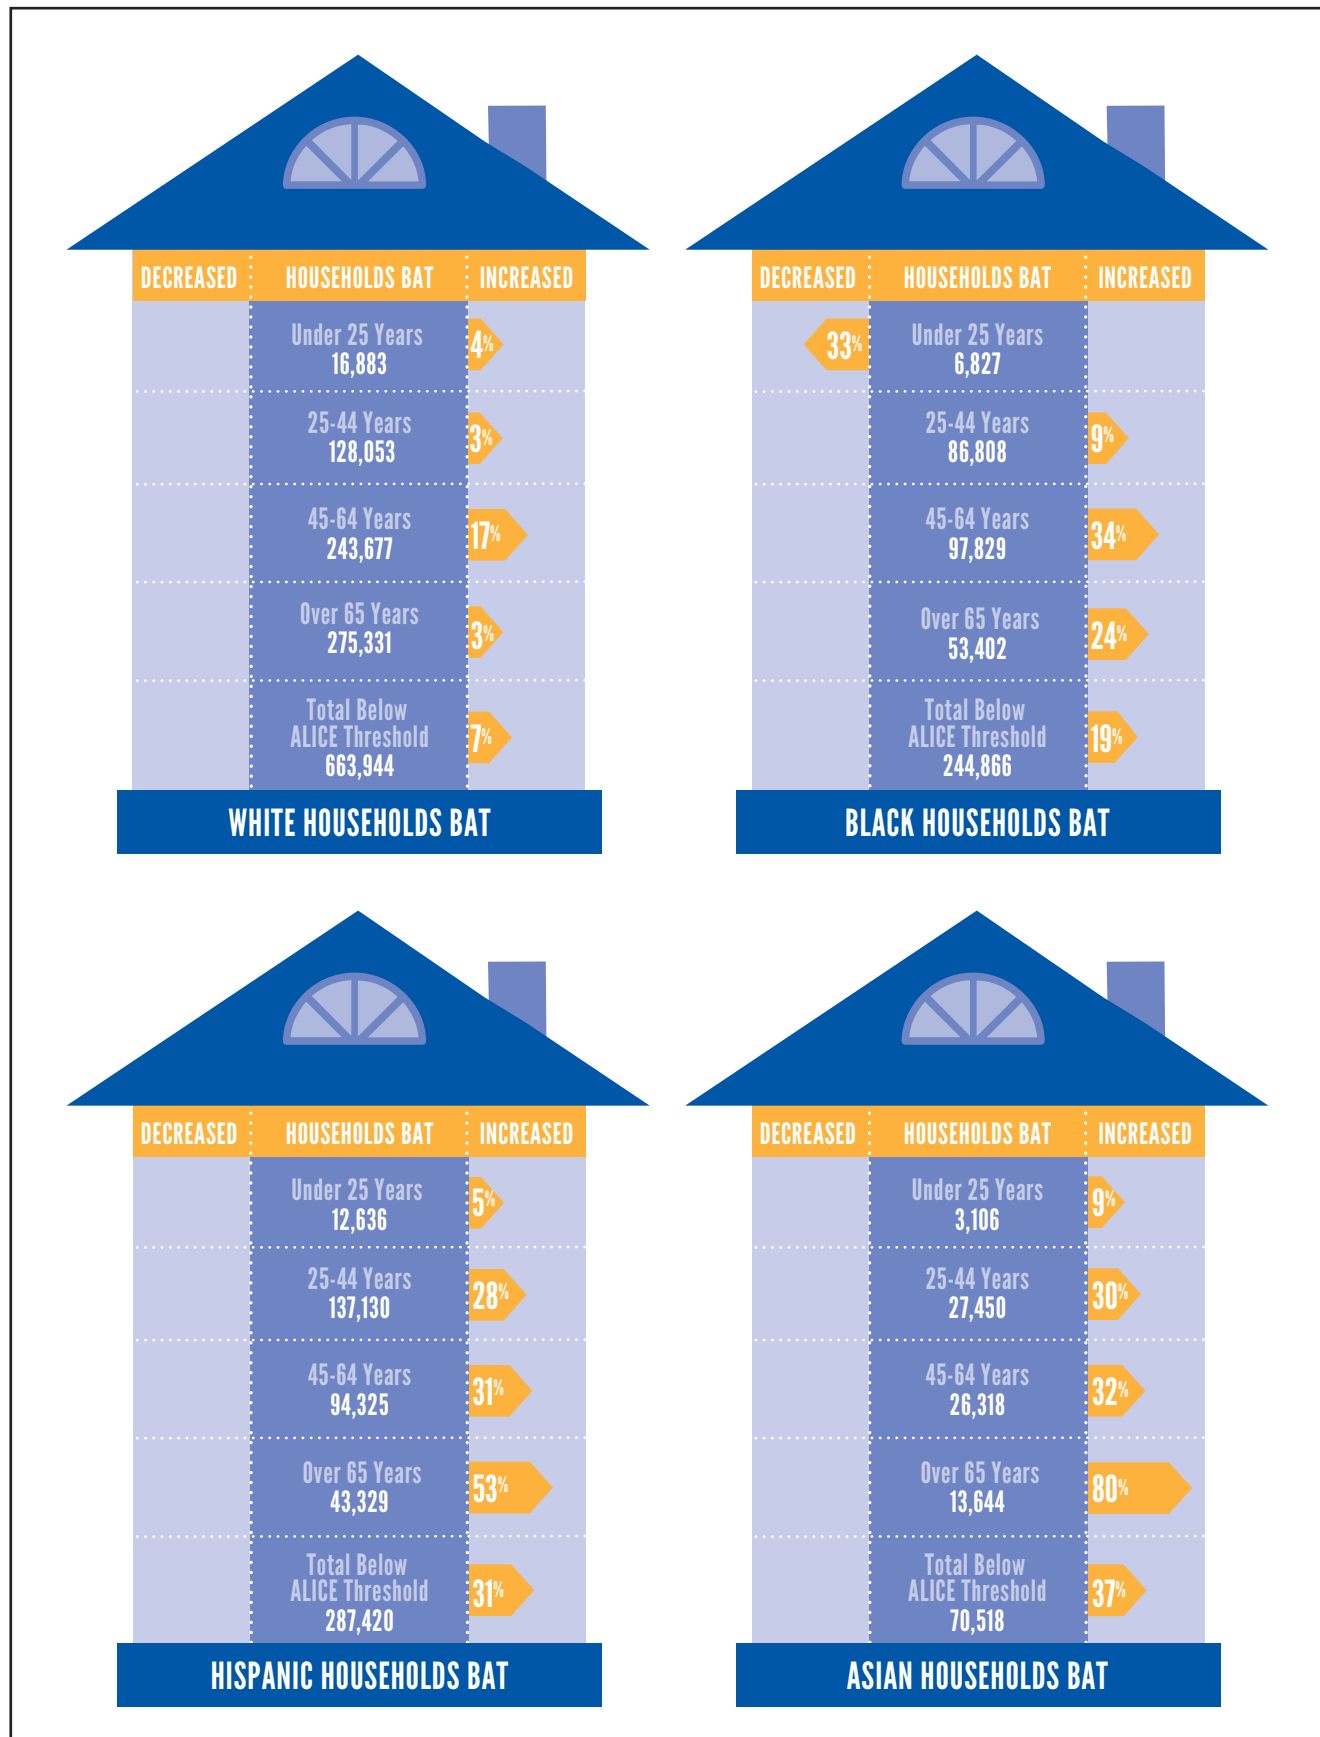 DECREASED HOUSEHOLDS BAT INCREASED
Under 25 Years
16,883
4%
25-44 Years
128,053
3%
45-64 Years
243,677
17%
Over 65 Years
275,331
3%
Total Below
ALICE Threshold
663,944
7%
WHITE HOUSEHOLDS BAT
DECREASED HOUSEHOLDS BAT INCREASED
33%
Under 25 Years
6,827
25-44 Years
86,808
9%
45-64 Years
97,829
34%
Over 65 Years
53,402
24%
Total Below
ALICE Threshold
244,866
19%
BLACK HOUSEHOLDS BAT
DECREASED HOUSEHOLDS BAT INCREASED
Under 25 Years
12,636
5%
25-44 Years
137,130
28%
45-64 Years
94,325
31%
Over 65 Years
43,329
53%
Total Below
ALICE Threshold
287,420
31%
HISPANIC HOUSEHOLDS BAT
DECREASED HOUSEHOLDS BAT INCREASED
Under 25 Years
3,106
9%
25-44 Years
27,450
30%
45-64 Years
26,318
32%
Over 65 Years
13,644
80%
Total Below
ALICE Threshold
70,518
37%
ASIAN HOUSEHOLDS BAT